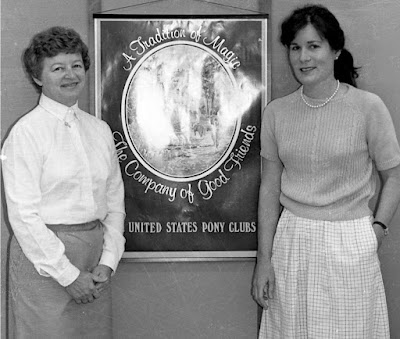 A Tradition of Magic
The Company of Good Friends
UNITED STATES PONY CLUBS